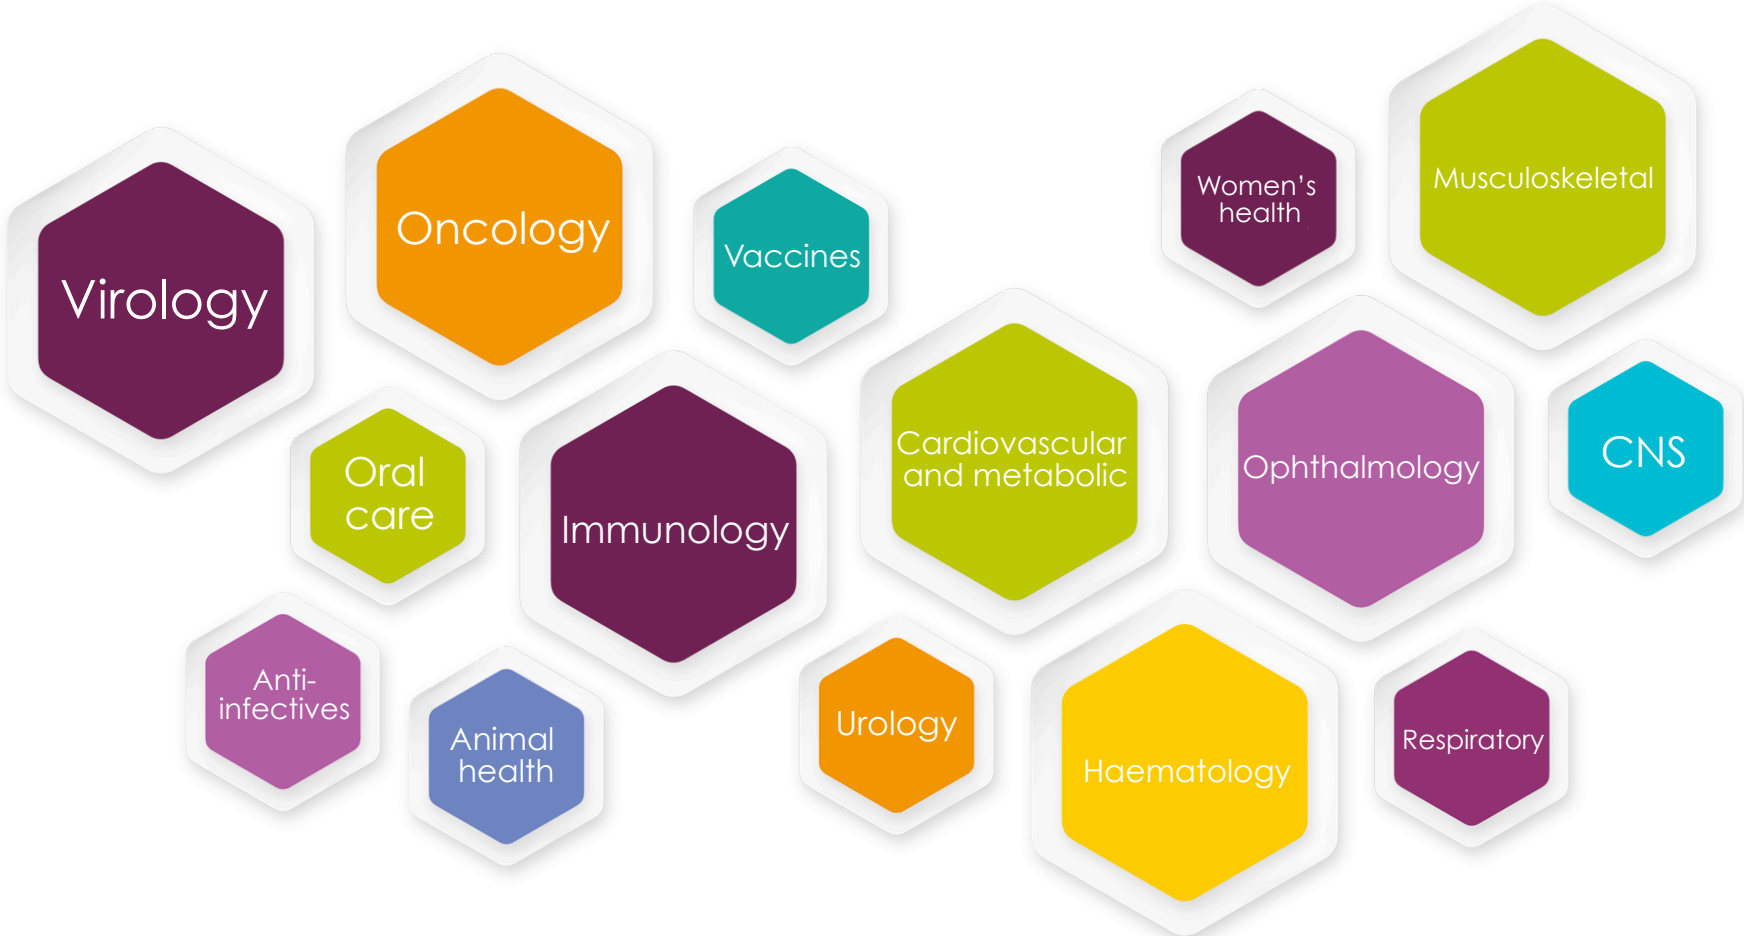 Virology
Oncology
Vaccines
Women’s
health
Musculoskeletal
Oral
care
Immunology
Cardiovascular
and metabolic
Ophthalmology
CNS
Anti-
infectives
Animal
health
Urology
Haematology
Respiratory